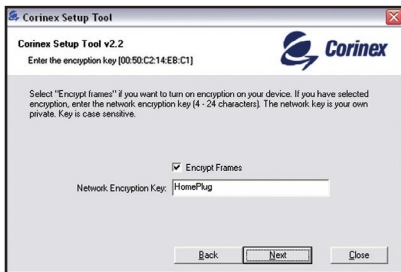 Corinex Setup Tool
Corinex Setup Tool v2.2
Enter the encryption key [00:50:C2:14:EB:C1]
Corinex
Select "Encrypt frames" if you want to turn on encryption on your device. If you have selected
encryption, enter the network encryption key (4 - 24 characters). The network key is your own
private. Key is case sensitive.
Encrypt Frames
Network Encryption Key: HomePlug
Back Next Close